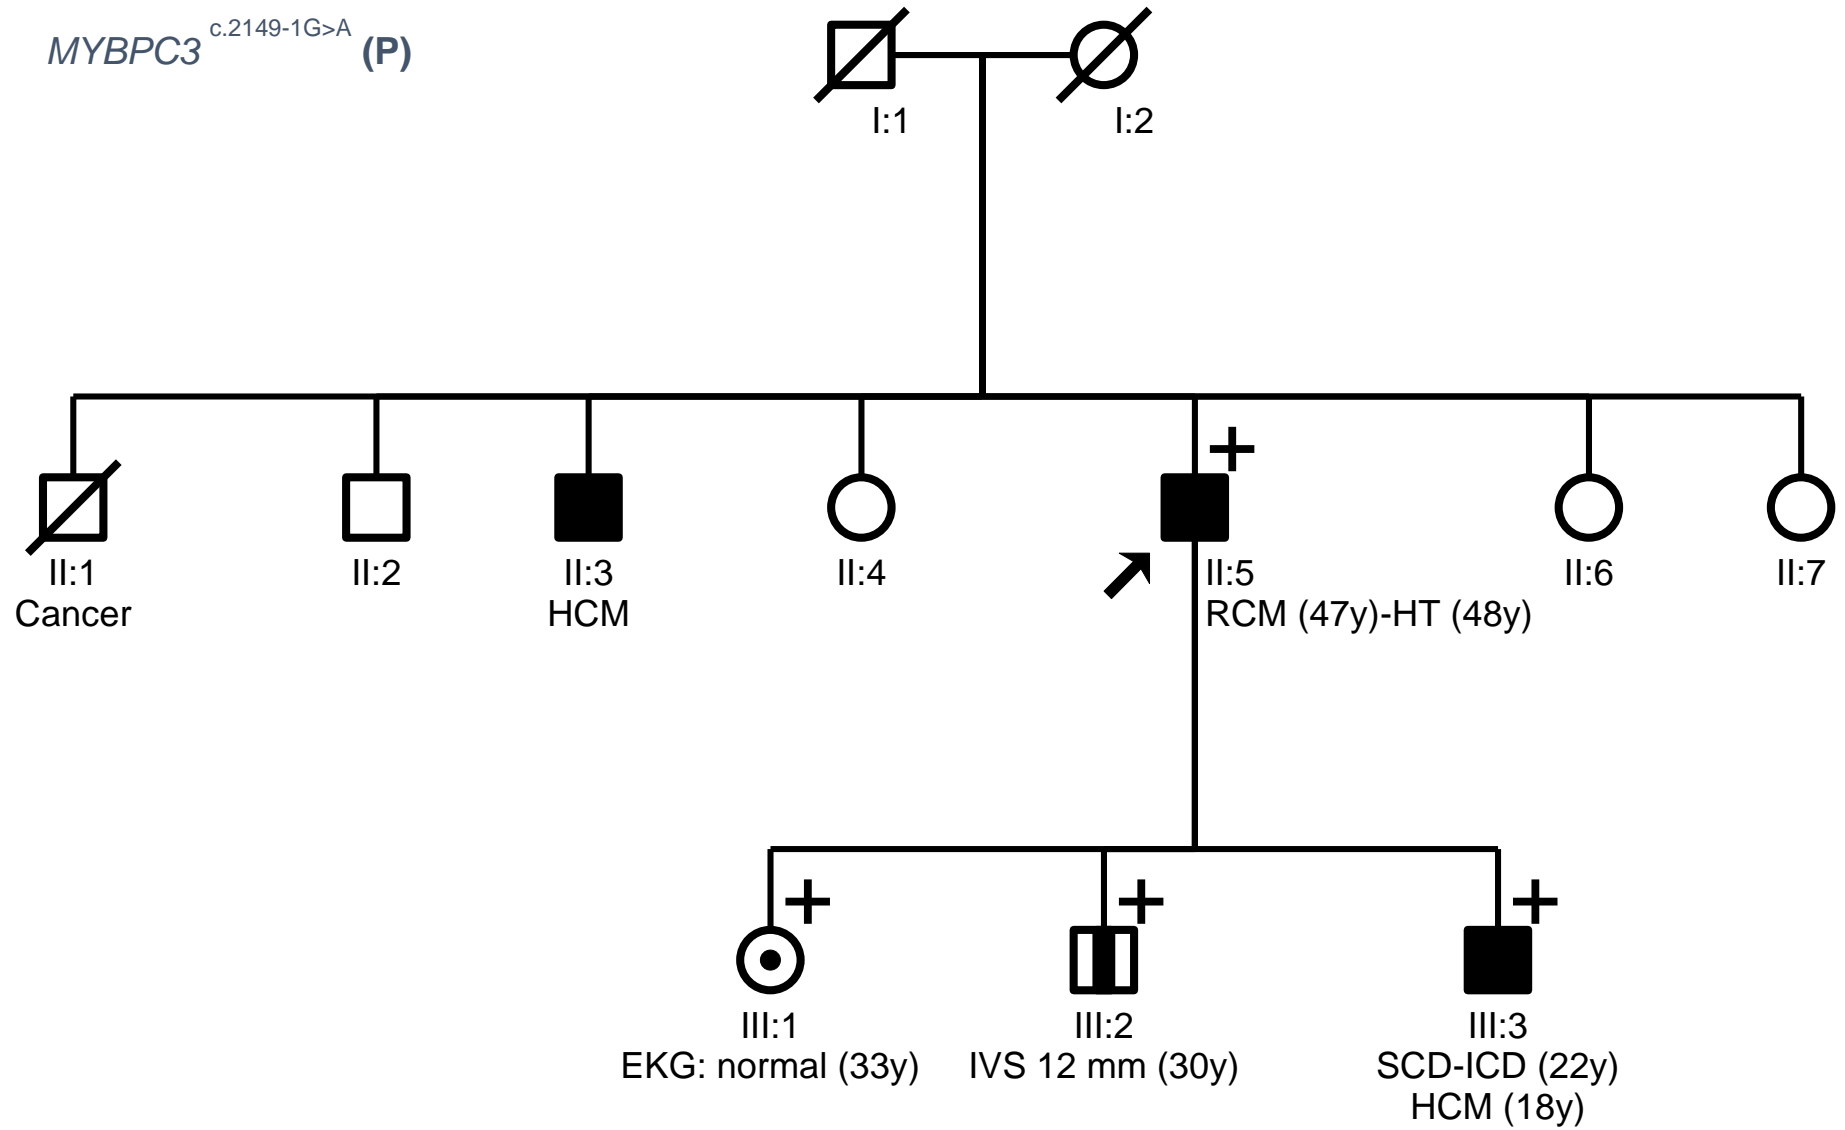 MYBPC3 c.2149-1G>A (P)
I:1 I:2
+
II:1 II:2 II:3 II:4 II:5 II:6 II:7
Cancer HCM RCM (47y)-HT (48y)
+ + +
III:1 III:2 III:3
EKG: normal (33y) IVS 12 mm (30y) SCD-ICD (22y)
HCM (18y)